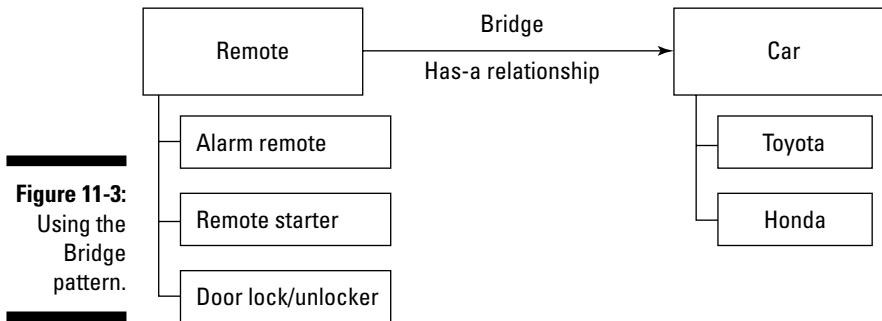 Remote
Bridge
Has-a relationship
Car
Alarm remote
Remote starter
Door lock/unlocker
Toyota
Honda
Figure 11-3:
Using the
Bridge
pattern.